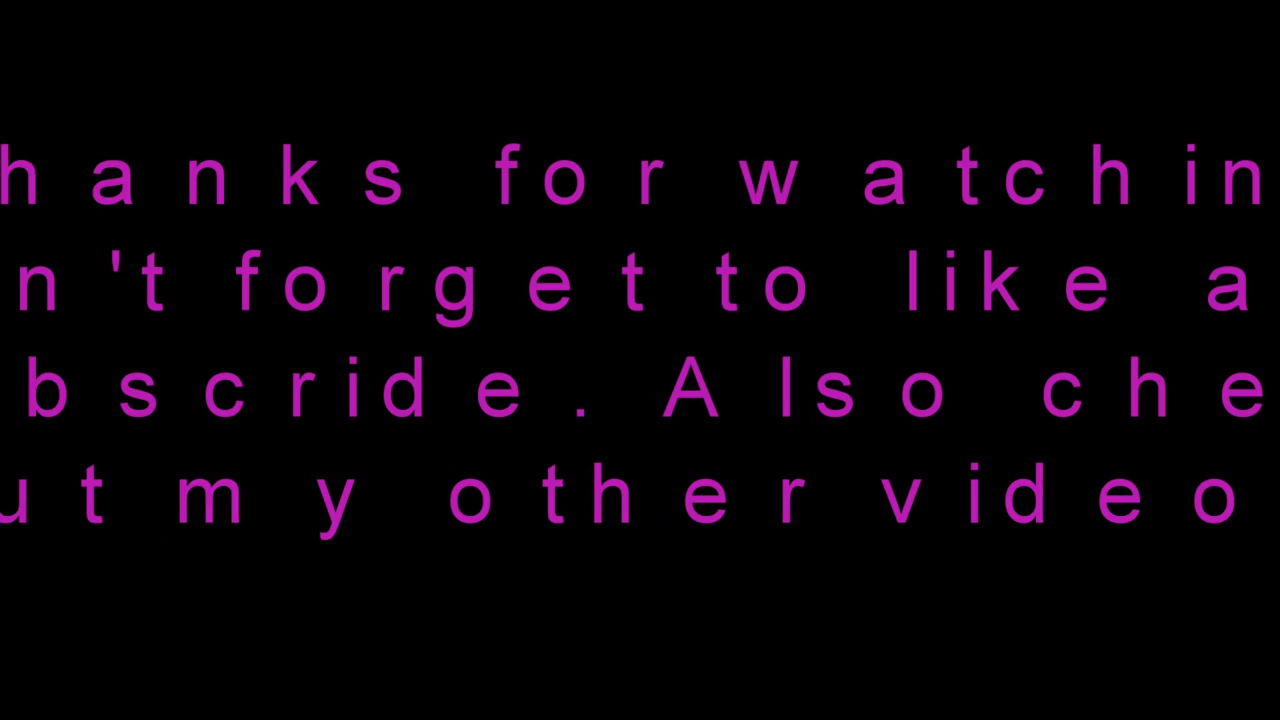 hanks for watchin
n't forget to like a
bscride. Also che
ut my other video